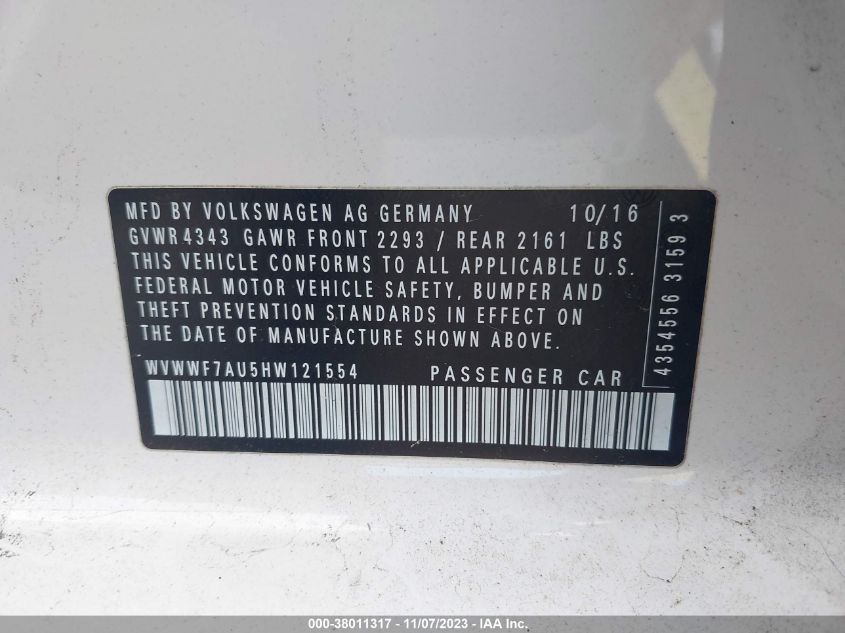 MFD BY VOLKSWAGEN AG GERMANY 10/16
GVWR 4343 GAWR FRONT 2293 / REAR 2161 LBS
THIS VEHICLE CONFORMS TO ALL APPLICABLE U.S.
FEDERAL MOTOR VEHICLE SAFETY, BUMPER AND
THEFT PREVENTION STANDARDS IN EFFECT ON
THE DATE OF MANUFACTURE SHOWN ABOVE.
WVWWF7AU5HW121554 PASSENGER CAR
4354556 31593
000-38011317 - 11/07/2023 - IAA Inc.